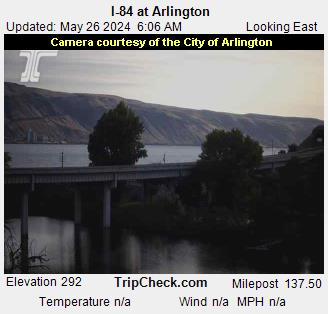 I-84 at Arlington
Updated: May 26 2024 6:06 AM Looking East
Camera courtesy of the City of Arlington
Elevation 292 TripCheck.com Milepost 137.50
Temperature n/a Wind n/a MPH n/a